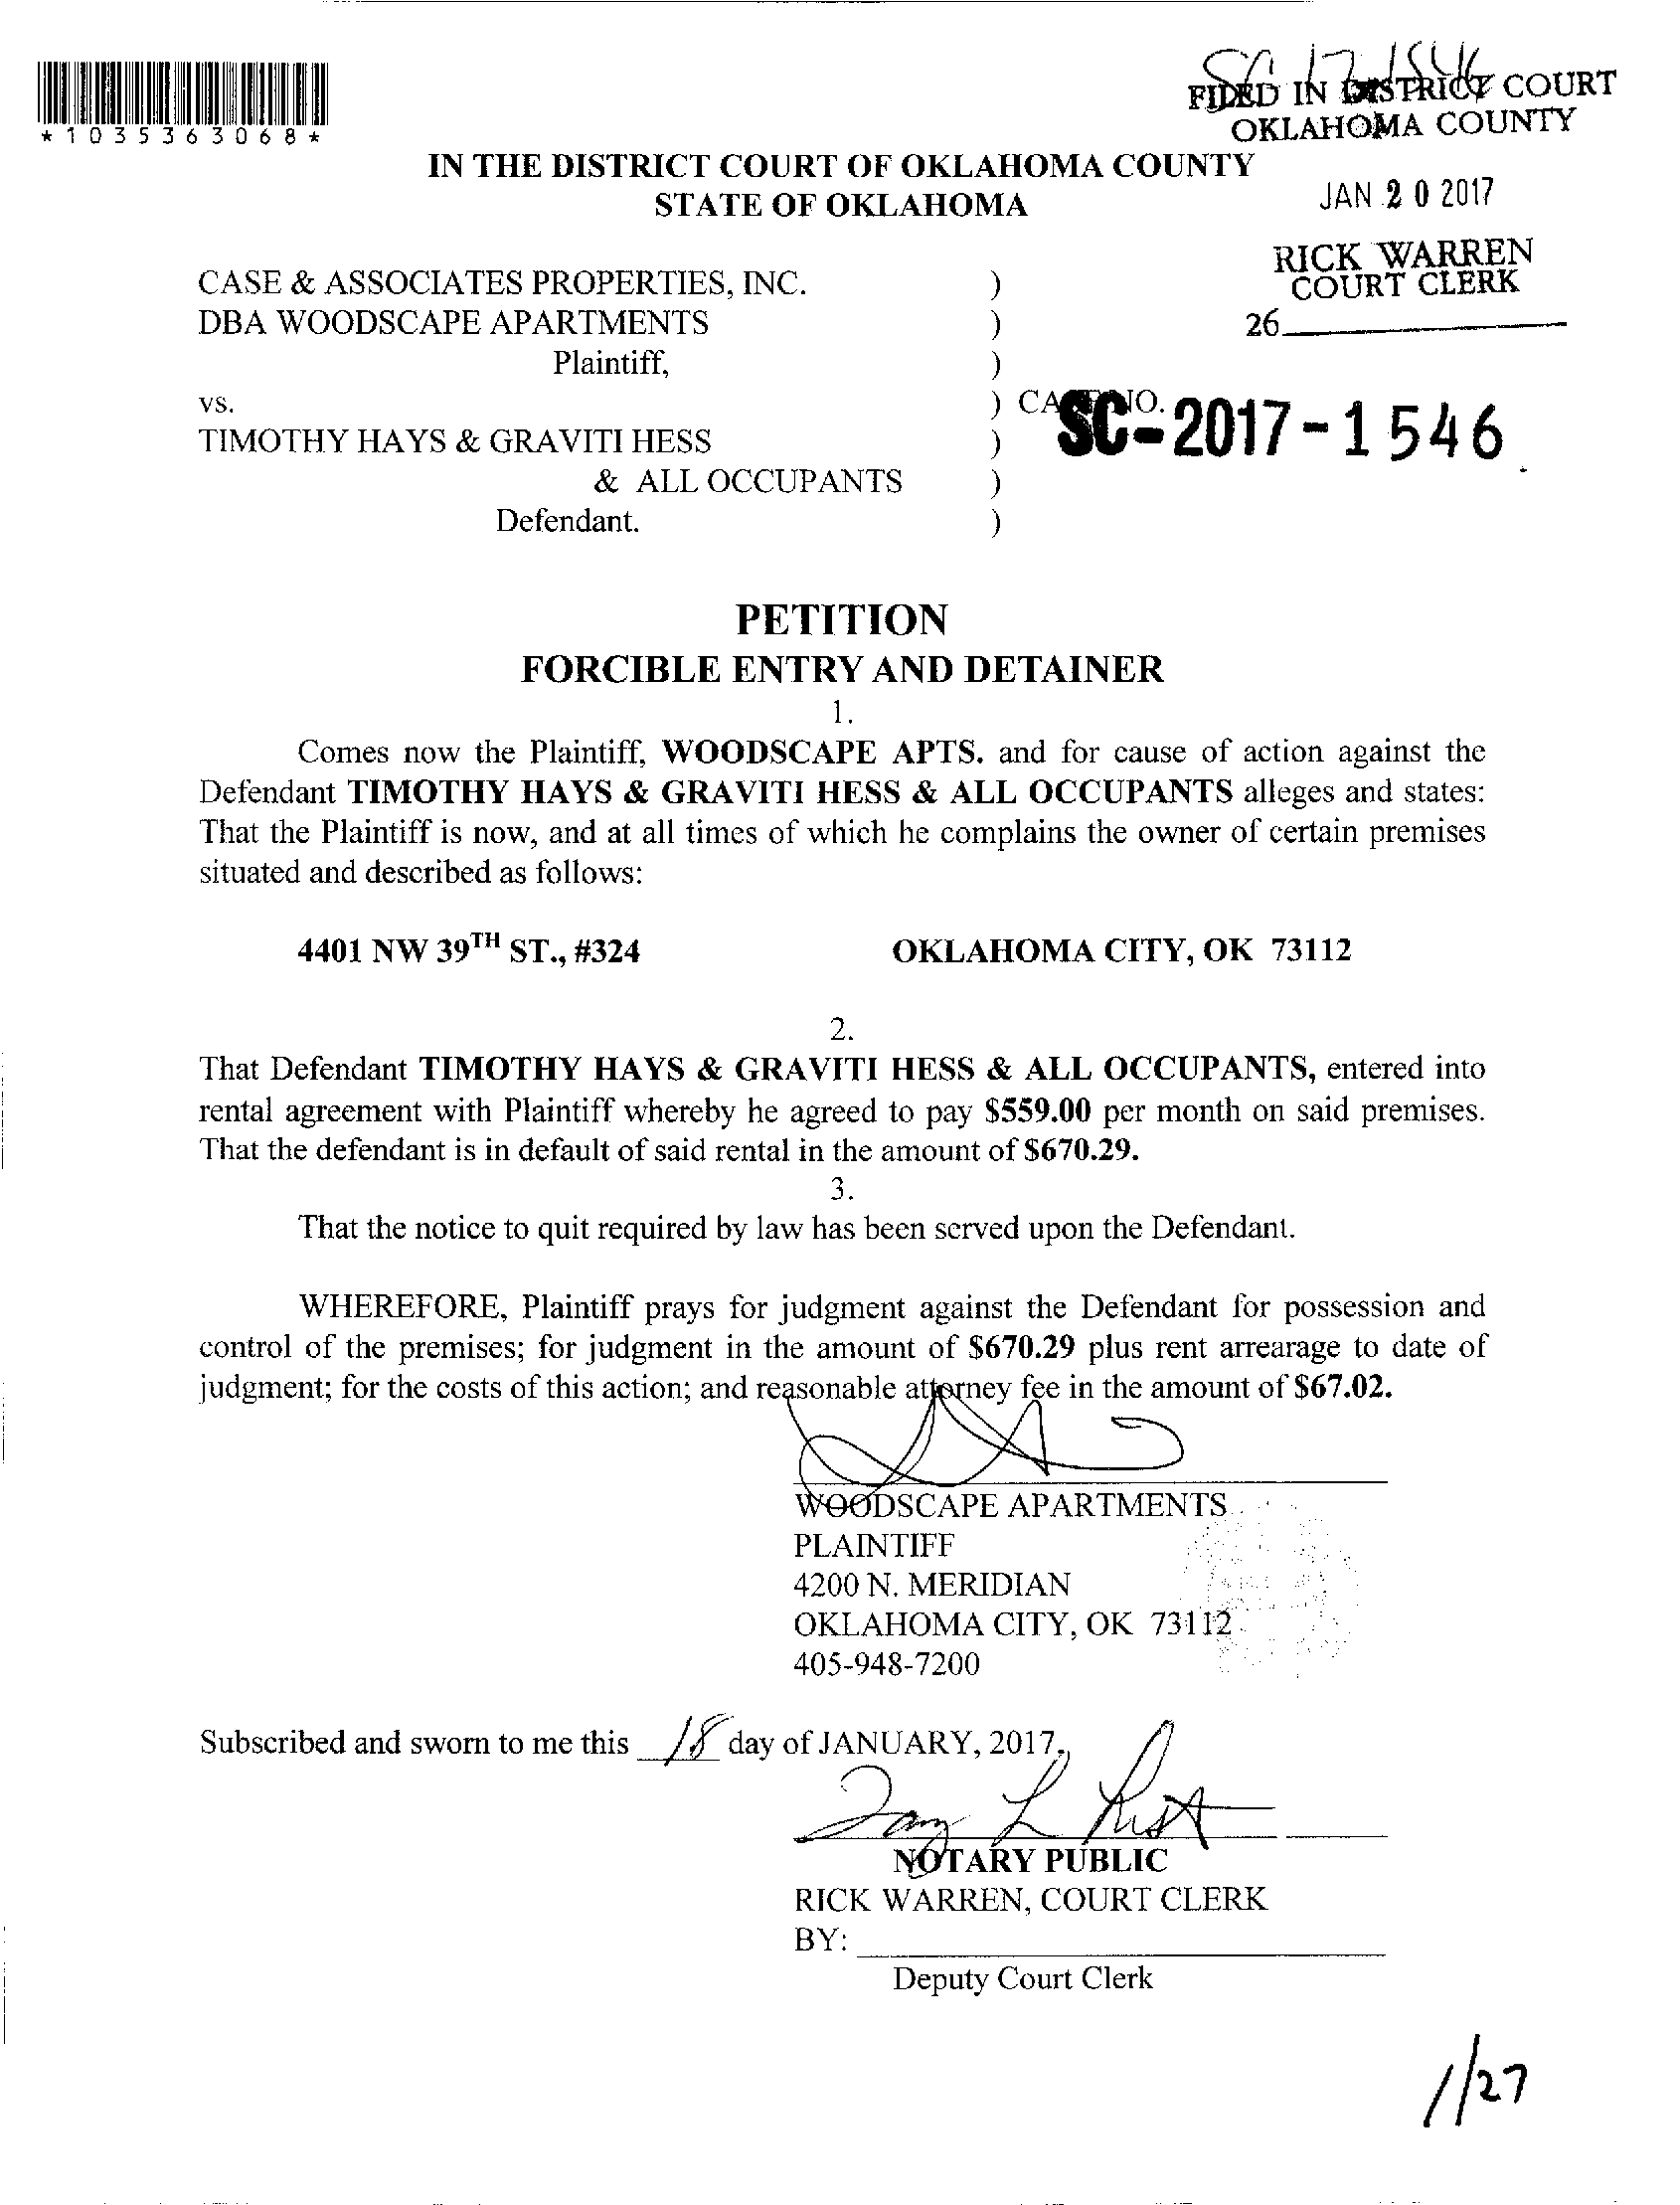 SC 17-1546
FILED IN DISTRICT COURT
OKLAHOMA COUNTY
*1035363068*
IN THE DISTRICT COURT OF OKLAHOMA COUNTY
STATE OF OKLAHOMA
JAN 20 2017
RICK WARREN
COURT CLERK
26
CASE & ASSOCIATES PROPERTIES, INC. )
DBA WOODSCAPE APARTMENTS )
Plaintiff, )
vs. ) CASE NO. SC-2017-1546
TIMOTHY HAYS & GRAVITI HESS )
& ALL OCCUPANTS )
Defendant. )
PETITION
FORCIBLE ENTRY AND DETAINER
1.
Comes now the Plaintiff, WOODSCAPE APTS. and for cause of action against the
Defendant TIMOTHY HAYS & GRAVITI HESS & ALL OCCUPANTS alleges and states:
That the Plaintiff is now, and at all times of which he complains the owner of certain premises
situated and described as follows:
4401 NW 39TH ST., #324 OKLAHOMA CITY, OK 73112
2.
That Defendant TIMOTHY HAYS & GRAVITI HESS & ALL OCCUPANTS, entered into
rental agreement with Plaintiff whereby he agreed to pay $559.00 per month on said premises.
That the defendant is in default of said rental in the amount of $670.29.
3.
That the notice to quit required by law has been served upon the Defendant.
WHEREFORE, Plaintiff prays for judgment against the Defendant for possession and
control of the premises; for judgment in the amount of $670.29 plus rent arrearage to date of
judgment; for the costs of this action; and reasonable attorney fee in the amount of $67.02.
WOODSCAPE APARTMENTS
PLAINTIFF
4200 N. MERIDIAN
OKLAHOMA CITY, OK 73112
405-948-7200
Subscribed and sworn to me this 18 day of JANUARY, 2017.
NOTARY PUBLIC
RICK WARREN, COURT CLERK
BY:
Deputy Court Clerk
1/27